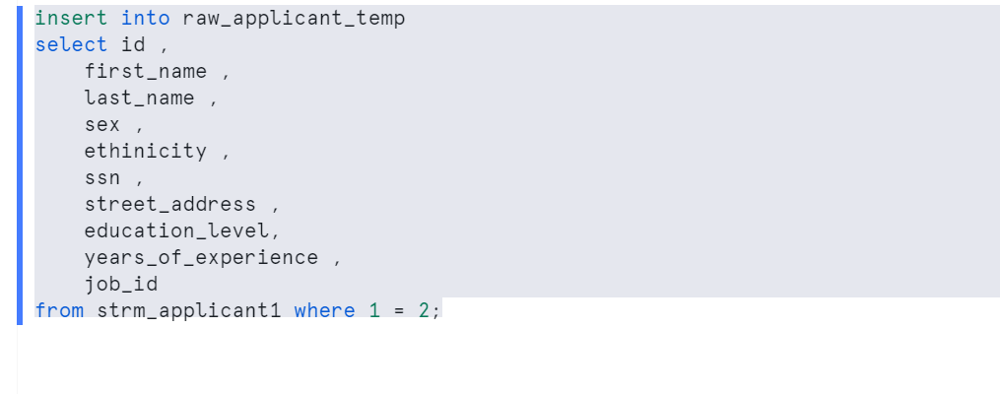 insert into raw_applicant_temp
select id ,
first_name ,
last_name ,
sex ,
ethinicity ,
ssn ,
street_address ,
education_level,
years_of_experience ,
job_id
from strm_applicant1 where 1 = 2;